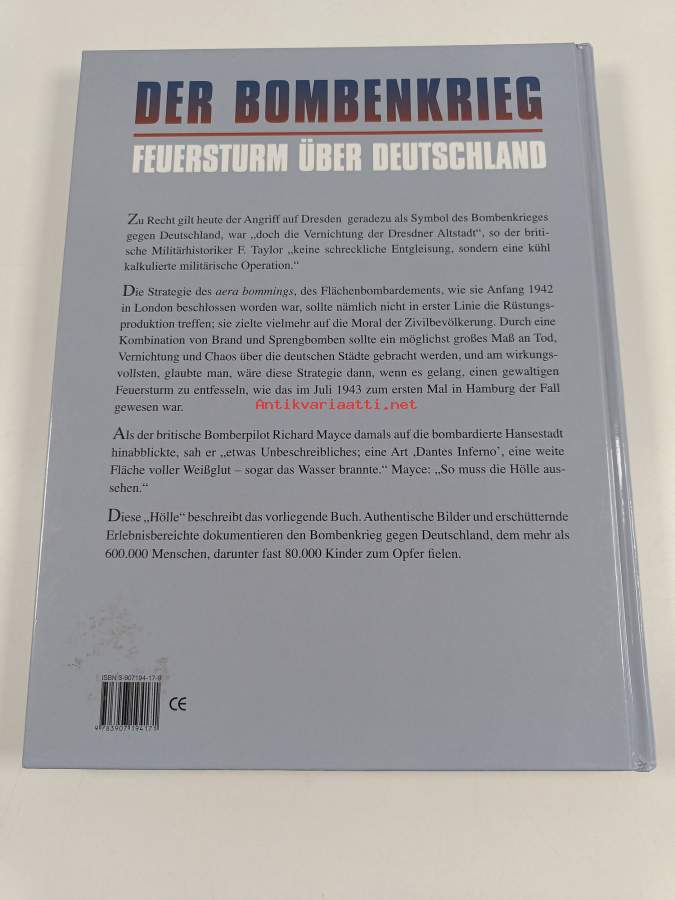 DER BOMBENKRIEG
FEUERSTURM ÜBER DEUTSCHLAND
Zu Recht gilt heute der Angriff auf Dresden geradezu als Symbol des Bombenkrieges
gegen Deutschland, war „doch die Vernichtung der Dresdner Altstadt“, so der briti-
sche Militärhistoriker F. Taylor „keine schreckliche Entgleisung, sondern eine kühl
kalkulierte militärische Operation.“
Die Strategie des aera bommings, des Flächenbombardements, wie sie Anfang 1942
in London beschlossen worden war, sollte nämlich nicht in erster Linie die Rüstungs-
produktion treffen; sie zielte vielmehr auf die Moral der Zivilbevölkerung. Durch eine
Kombination von Brand und Sprengbomben sollte ein möglichst großes Maß an Tod,
Vernichtung und Chaos über die deutschen Städte gebracht werden, und am wirkungs-
vollsten, glaubte man, wäre diese Strategie dann, wenn es gelang, einen gewaltigen
Feuersturm zu entfesseln, wie das im Juli 1943 zum ersten Mal in Hamburg der Fall
gewesen war.
Antikvariaatti.net
Als der britische Bomberpilot Richard Mayce damals auf die bombardierte Hansestadt
hinabblickte, sah er „etwas Unbeschreibliches; eine Art ‚Dantes Inferno’, eine weite
Fläche voller Weißglut – sogar das Wasser brannte.“ Mayce: „So muss die Hölle aus-
sehen.“
Diese „Hölle“ beschreibt das vorliegende Buch. Authentische Bilder und erschütternde
Erlebnisbereichte dokumentieren den Bombenkrieg gegen Deutschland, dem mehr als
600.000 Menschen, darunter fast 80.000 Kinder zum Opfer fielen.
ISBN 3-907194-17-9
9783907194171
CE